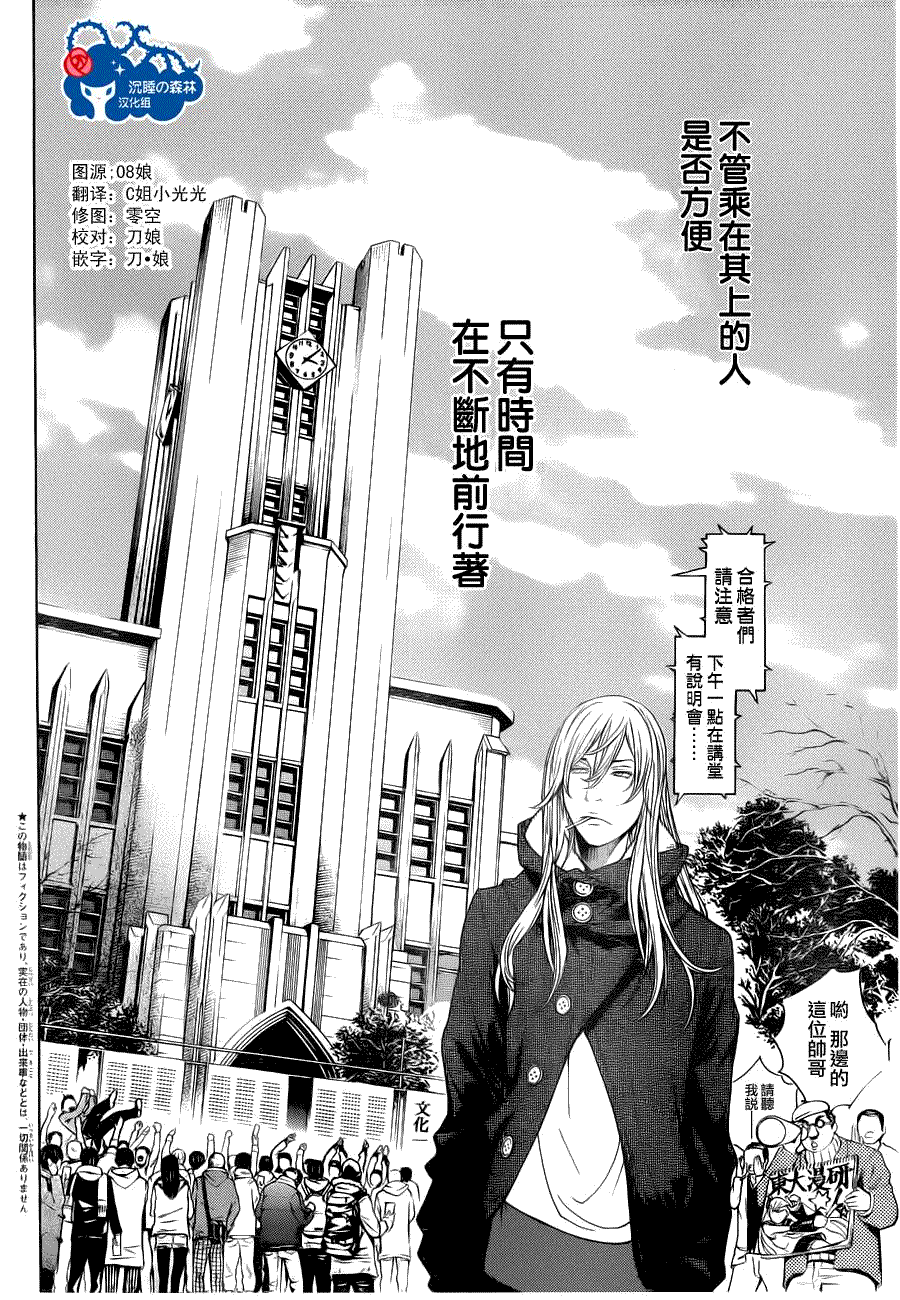 沉睡の森林
汉化组
图源:08娘
翻译: C姐小光光
修图: 零空
校对: 刀娘
嵌字: 刀•娘
不管乘在其上的人
是否方便
只有時間
在不斷地前行著
合格者們
請注意
下午一點在講堂
有說明會……
喲 那邊的
這位帥哥
請聽
我說
文化一
東大漫研
★この物語はフィクションであり、実在の人物・団体・出来事などとは、一切関係ありません